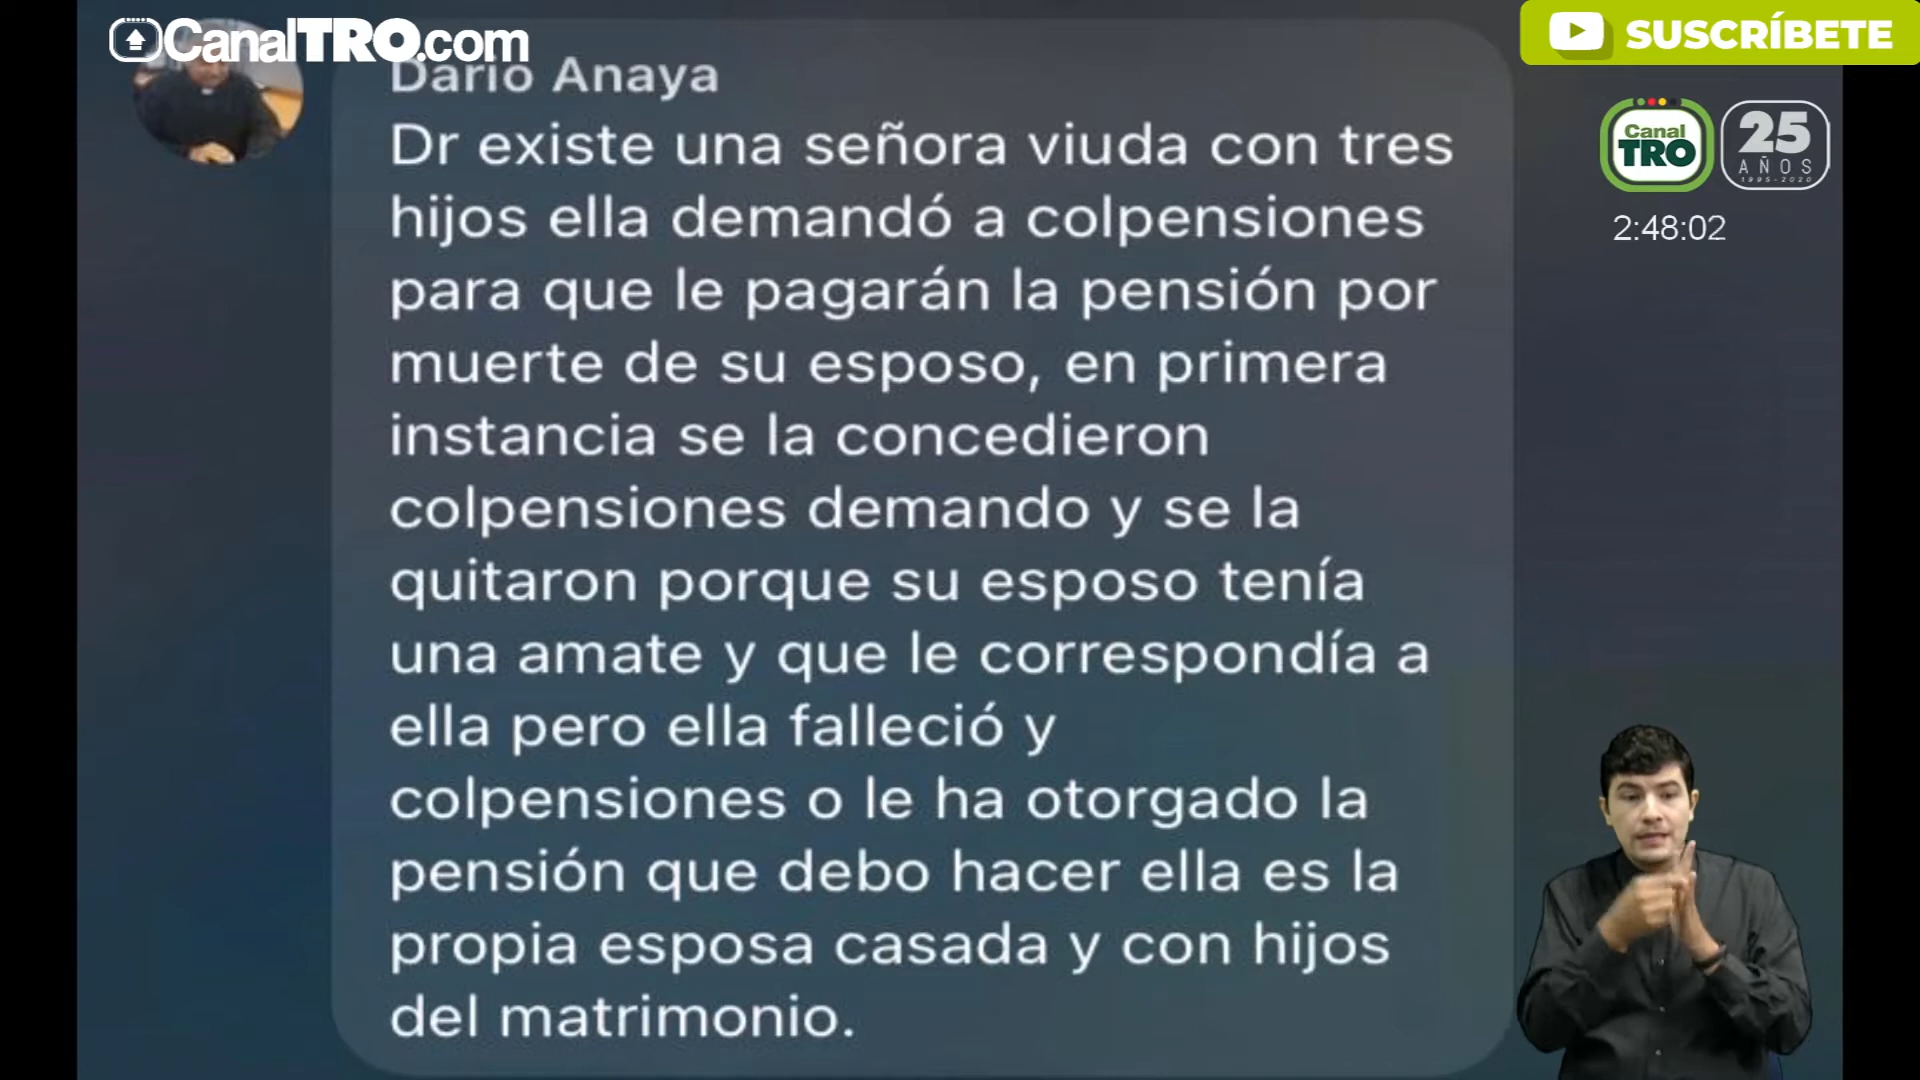 CanalTRO.com
SUSCRÍBETE
Dario Anaya
Dr existe una señora viuda con tres
hijos ella demandó a colpensiones
para que le pagarán la pensión por
muerte de su esposo, en primera
instancia se la concedieron
colpensiones demando y se la
quitaron porque su esposo tenía
una amate y que le correspondía a
ella pero ella falleció y
colpensiones o le ha otorgado la
pensión que debo hacer ella es la
propia esposa casada y con hijos
del matrimonio.
Canal
TRO
25
AÑOS
1995-2020
2:48:02